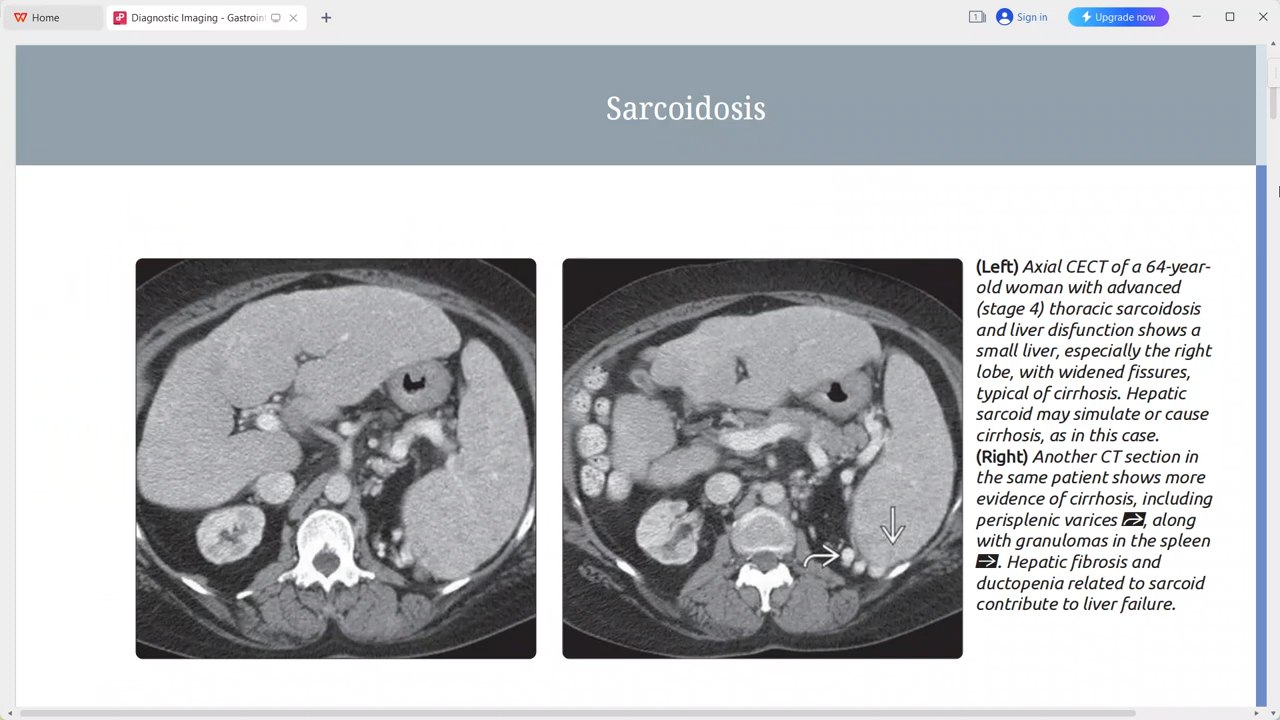 Home
Diagnostic Imaging - Gastroint
1
Sign in
Upgrade now
Sarcoidosis
(Left) Axial CECT of a 64-year-
old woman with advanced
(stage 4) thoracic sarcoidosis
and liver disfunction shows a
small liver, especially the right
lobe, with widened fissures,
typical of cirrhosis. Hepatic
sarcoid may simulate or cause
cirrhosis, as in this case.
(Right) Another CT section in
the same patient shows more
evidence of cirrhosis, including
perisplenic varices , along
with granulomas in the spleen
. Hepatic fibrosis and
ductopenia related to sarcoid
contribute to liver failure.